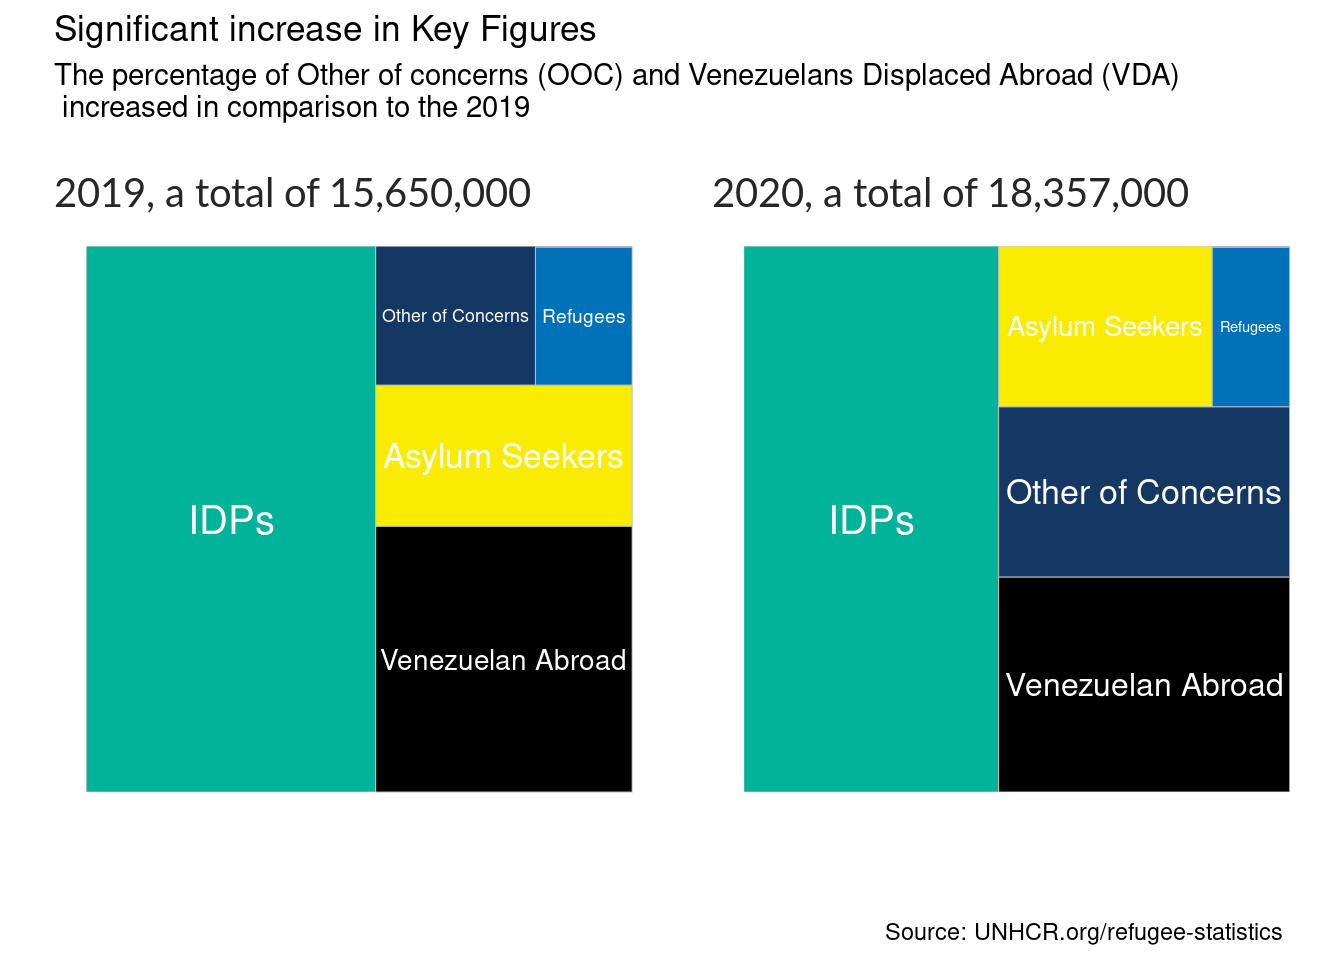 Significant increase in Key Figures
The percentage of Other of concerns (OOC) and Venezuelans Displaced Abroad (VDA)
increased in comparison to the 2019
2019, a total of 15,650,000
Other of Concerns
Refugees
Asylum Seekers
IDPs
Venezuelan Abroad
2020, a total of 18,357,000
Asylum Seekers
Refugees
Other of Concerns
IDPs
Venezuelan Abroad
Source: UNHCR.org/refugee-statistics